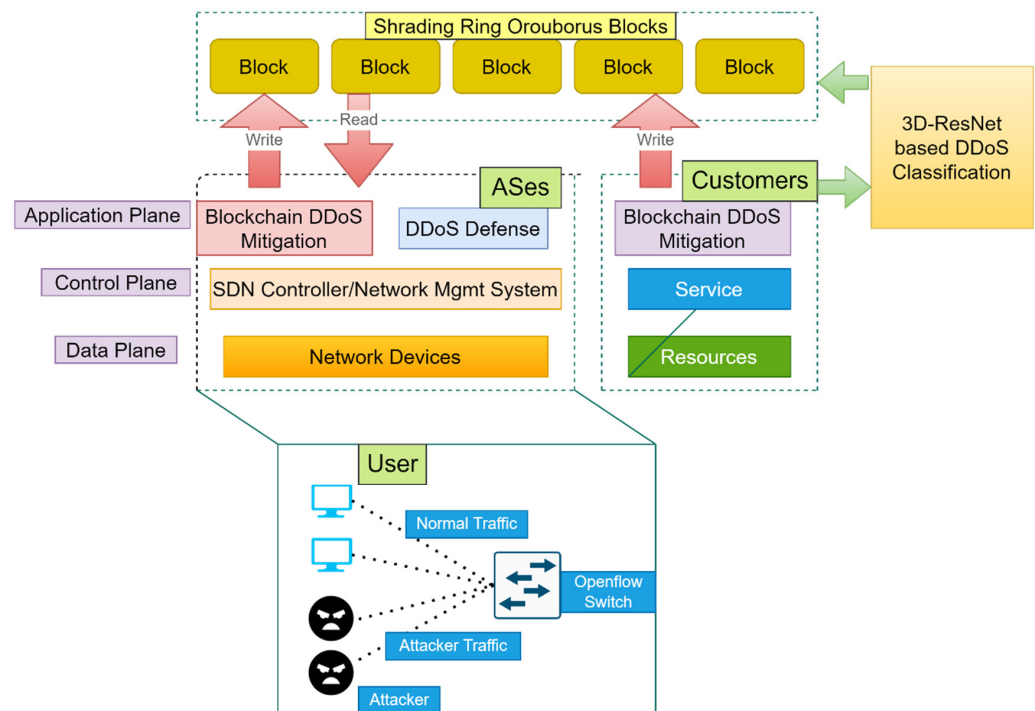 Shrading Ring Orouborus Blocks
Block
Block
Block
Block
Block
Write
Read
Write
3D-ResNet
based DDoS
Classification
ASes
Customers
Application Plane
Blockchain DDoS
Mitigation
DDoS Defense
Blockchain DDoS
Mitigation
Control Plane
SDN Controller/Network Mgmt System
Service
Data Plane
Network Devices
Resources
User
Normal Traffic
Openflow
Switch
Attacker Traffic
Attacker